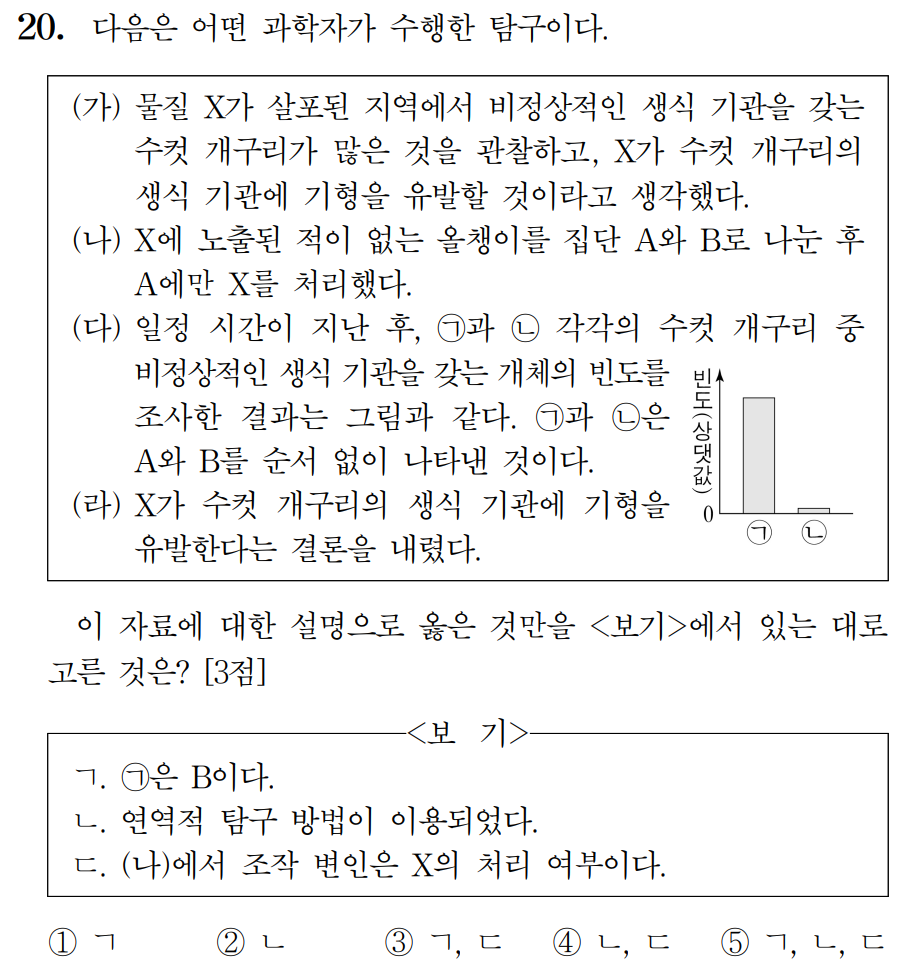 20. 다음은 어떤 과학자가 수행한 탐구이다.
(가) 물질 X가 살포된 지역에서 비정상적인 생식 기관을 갖는
수컷 개구리가 많은 것을 관찰하고, X가 수컷 개구리의
생식 기관에 기형을 유발할 것이라고 생각했다.
(나) X에 노출된 적이 없는 올챙이를 집단 A와 B로 나눈 후
A에만 X를 처리했다.
(다) 일정 시간이 지난 후, ㉠과 ㉡ 각각의 수컷 개구리 중
비정상적인 생식 기관을 갖는 개체의 빈도를
조사한 결과는 그림과 같다. ㉠과 ㉡은
A와 B를 순서 없이 나타낸 것이다.
(라) X가 수컷 개구리의 생식 기관에 기형을
유발한다는 결론을 내렸다.
빈도(상댓값)
0
㉠ ㉡
이 자료에 대한 설명으로 옳은 것만을 <보기>에서 있는 대로
고른 것은? [3점]
<보 기>
ㄱ. ㉠은 B이다.
ㄴ. 연역적 탐구 방법이 이용되었다.
ㄷ. (나)에서 조작 변인은 X의 처리 여부이다.
① ㄱ ② ㄴ ③ ㄱ, ㄷ ④ ㄴ, ㄷ ⑤ ㄱ, ㄴ, ㄷ